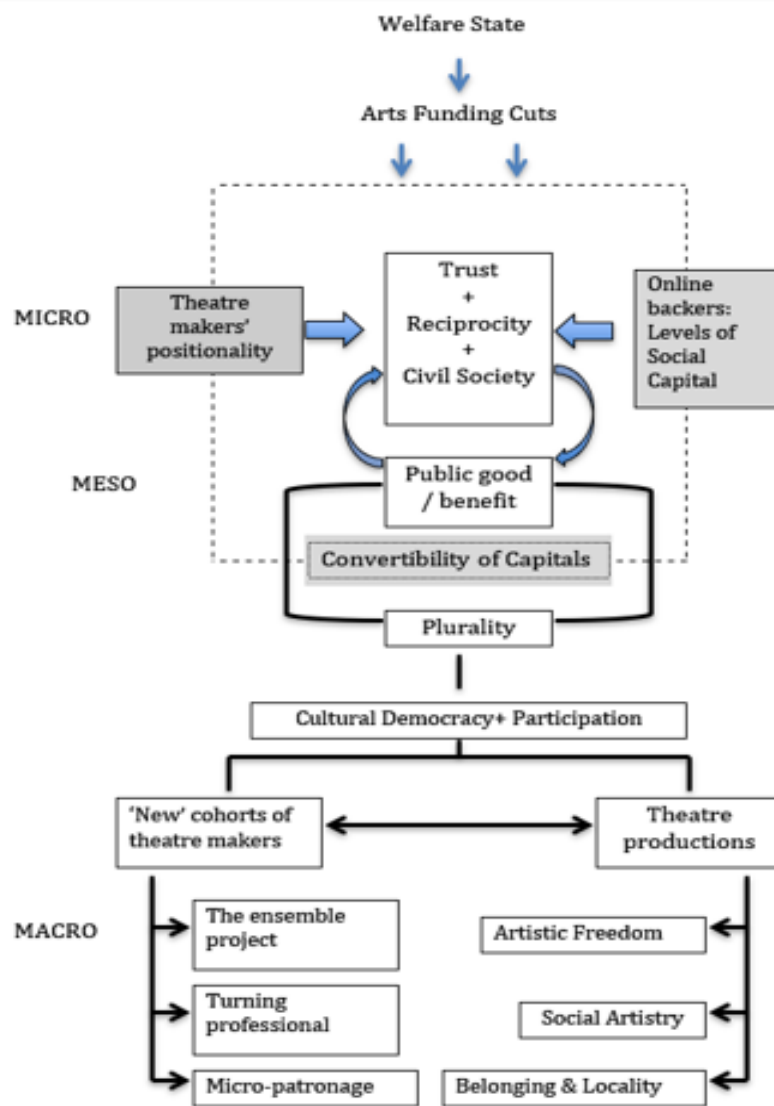 Welfare State
Arts Funding Cuts
MICRO
Theatre
makers'
positionality
Trust
+
Reciprocity
+
Civil Society
Online
backers:
Levels of
Social
Capital
MESO
Public good
/ benefit
Convertibility of Capitals
Plurality
Cultural Democracy+ Participation
'New' cohorts of
theatre makers
Theatre
productions
MACRO
The ensemble
project
Artistic Freedom
Turning
professional
Social Artistry
Micro-patronage
Belonging & Locality